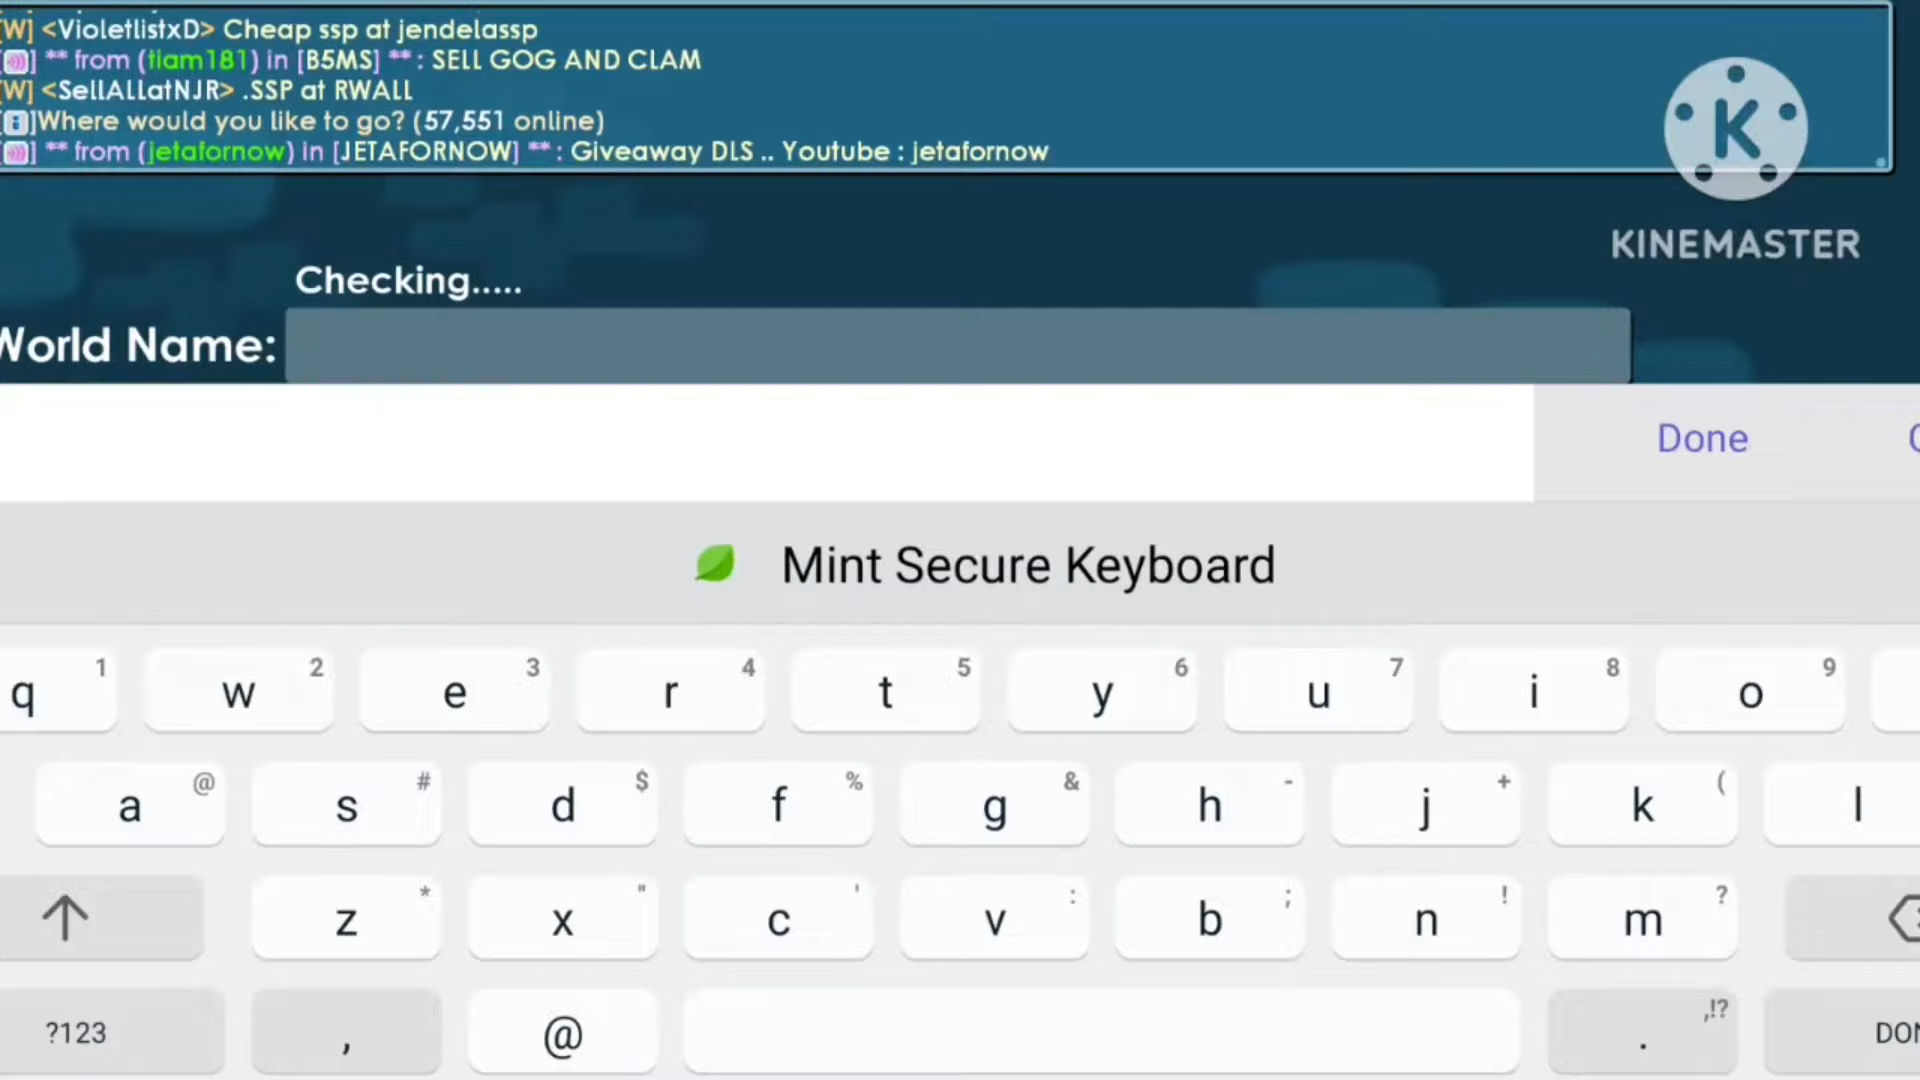 [W] <VioletlistxD> Cheap ssp at jendelassp
** from (tlam181) in [B5MS] ** : SELL GOG AND CLAM
[W] <SellALLatNJR> .SSP at RWALL
Where would you like to go? (57,551 online)
** from (jetafornow) in [JETAFORNOW] ** : Giveaway DLS .. Youtube : jetafornow
K
KINEMASTER
Checking.....
World Name:
Done
Mint Secure Keyboard
q 1 w 2 e 3 r 4 t 5 y 6 u 7 i 8 o 9
a @ s # d $ f % g & h - j + k ( l
z * x " c ' v : b ; n ! m ?
?123 , @ . ,!? DON